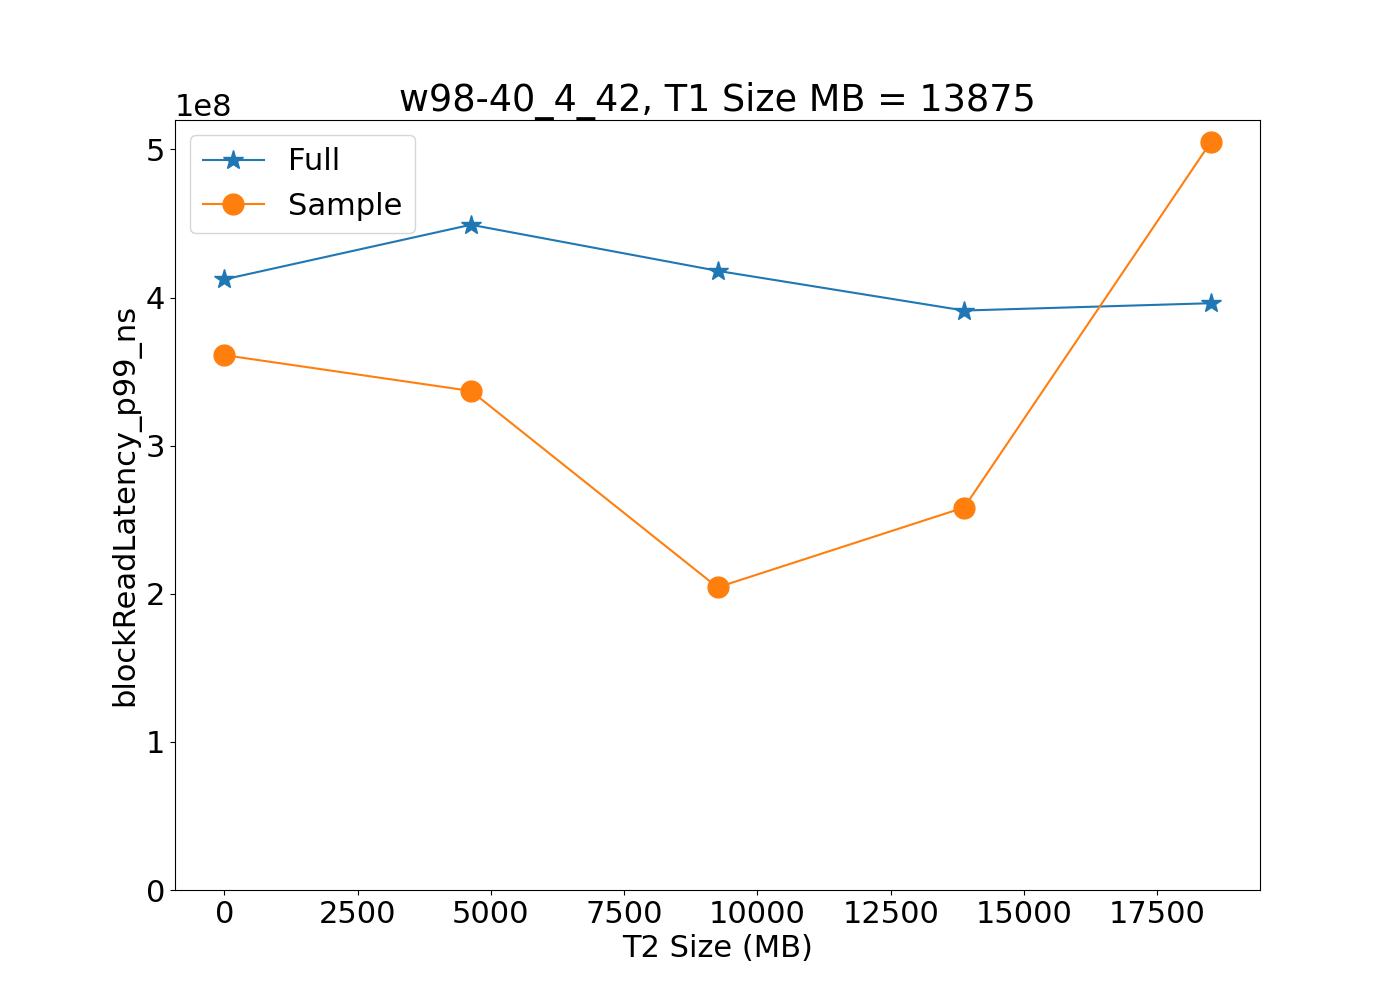 w98-40_4_42, T1 Size MB = 13875
1e8
Full
Sample
5
4
3
2
1
0
blockReadLatency_p99_ns
0 2500 5000 7500 10000 12500 15000 17500
T2 Size (MB)